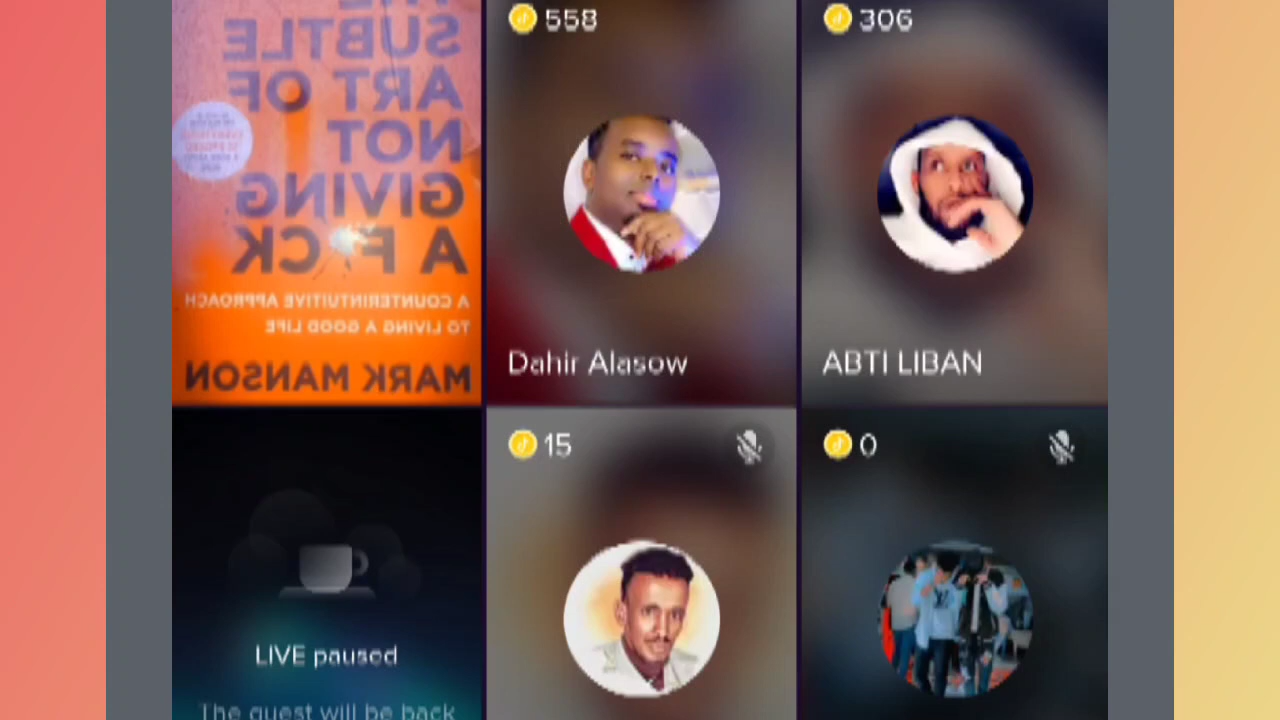 THE
SUBTLE
ART OF
NOT
GIVING
A F CK
A COUNTERINTUITIVE APPROACH
TO LIVING A GOOD LIFE
MARK MANSON
558
Dahir Alasow
306
ABTI LIBAN
LIVE paused
The guest will be back
15
0